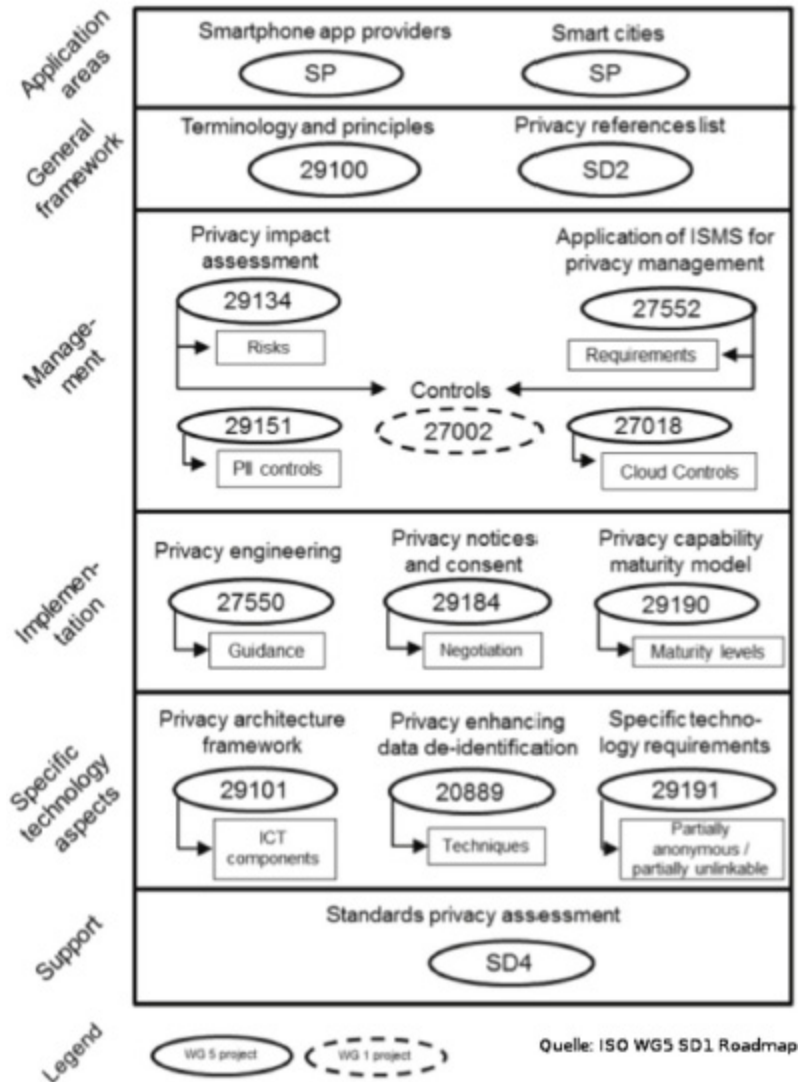 Application
areas
Smartphone app providers
SP
Smart cities
SP
General
framework
Terminology and principles
29100
Privacy references list
SD2
Manage-
ment
Privacy impact
assessment
29134
Risks
Application of ISMS for
privacy management
27552
Requirements
Controls
27002
29151
PII controls
27018
Cloud Controls
Implemen-
tation
Privacy engineering
27550
Guidance
Privacy notices
and consent
29184
Negotiation
Privacy capability
maturity model
29190
Maturity levels
Specific
technology
aspects
Privacy architecture
framework
29101
ICT
components
Privacy enhancing
data de-identification
20889
Techniques
Specific techno-
logy requirements
29191
Partially
anonymous /
partially unlinkable
Support
Standards privacy assessment
SD4
Legend
WG 5 project
WG 1 project
Quelle: ISO WG5 SD1 Roadmap